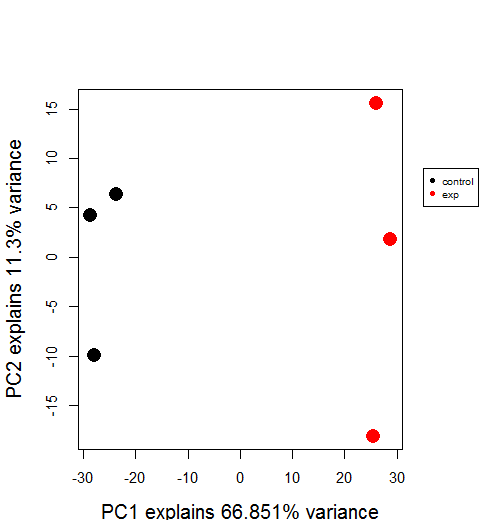 PC2 explains 11.3% variance
15
10
5
0
-5
-10
-15
-30 -20 -10 0 10 20 30
PC1 explains 66.851% variance
control
exp